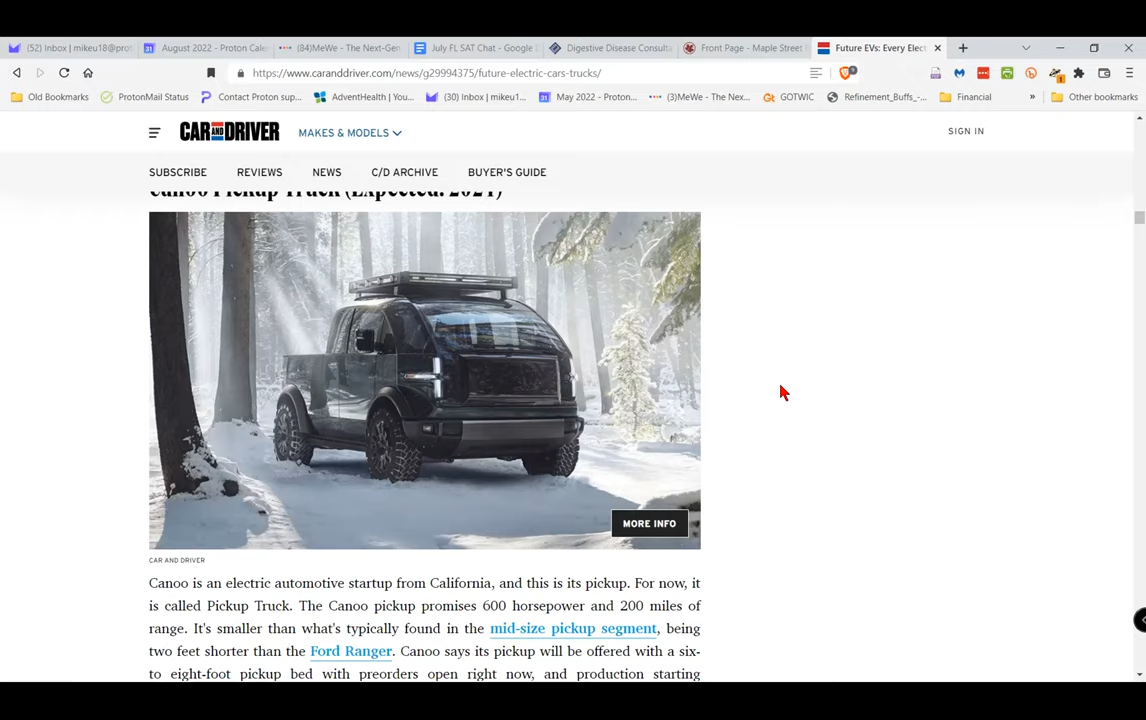 (52) Inbox | mikeu18@prot
August 2022 - Proton Cale
(84)MeWe - The Next-Gen
July FL SAT Chat - Google
Digestive Disease Consulta
Front Page - Maple Street
Future EVs: Every Elect
https://www.caranddriver.com/news/g29994375/future-electric-cars-trucks/
Old Bookmarks
ProtonMail Status
Contact Proton sup...
AdventHealth | You...
(30) Inbox | mikeu1...
May 2022 - Proton...
(3)MeWe - The Nex...
GOTWIC
Refinement_Buffs_-...
Financial
»
Other bookmarks
CAR AND DRIVER
MAKES & MODELS
SIGN IN
SUBSCRIBE
REVIEWS
NEWS
C/D ARCHIVE
BUYER'S GUIDE
Canoo Pickup Truck (Expected: 2024)
MORE INFO
CAR AND DRIVER
Canoo is an electric automotive startup from California, and this is its pickup. For now, it
is called Pickup Truck. The Canoo pickup promises 600 horsepower and 200 miles of
range. It's smaller than what's typically found in the mid-size pickup segment, being
two feet shorter than the Ford Ranger. Canoo says its pickup will be offered with a six-
to eight-foot pickup bed with preorders open right now, and production starting